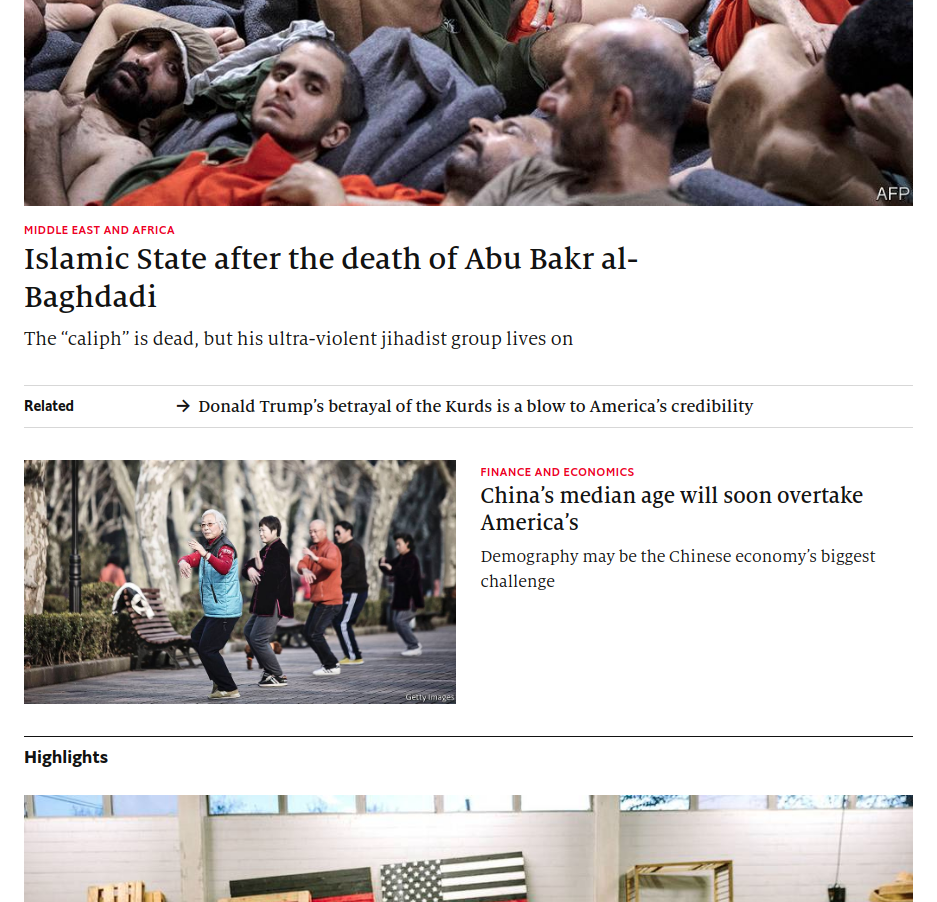 AFP
MIDDLE EAST AND AFRICA
Islamic State after the death of Abu Bakr al-
Baghdadi
The “caliph” is dead, but his ultra-violent jihadist group lives on
Related
→ Donald Trump’s betrayal of the Kurds is a blow to America’s credibility
Getty Images
FINANCE AND ECONOMICS
China’s median age will soon overtake
America’s
Demography may be the Chinese economy’s biggest
challenge
Highlights